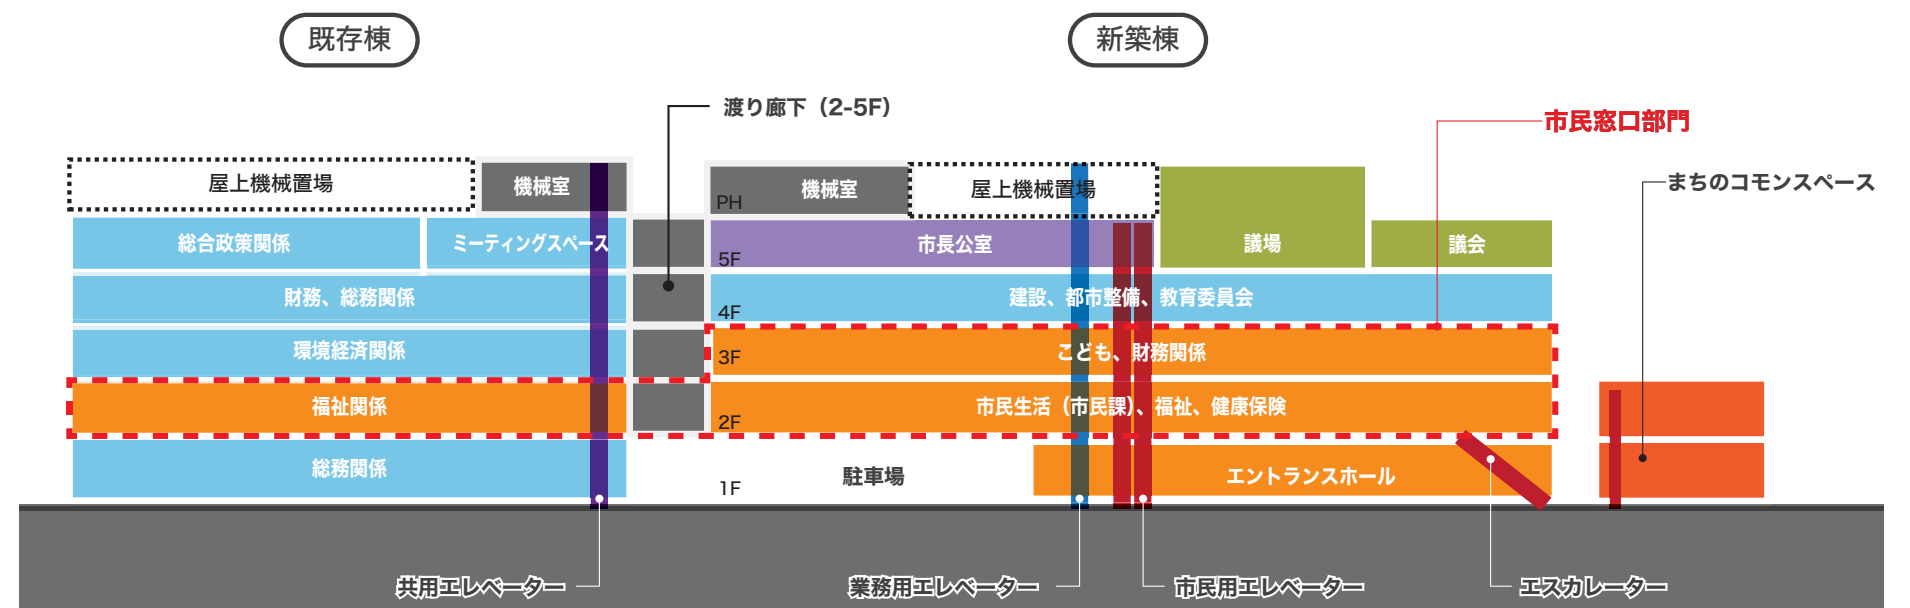 既存棟
新築棟
渡り廊下（2-5F）
市民窓口部門
屋上機械置場
機械室
機械室
屋上機械置場
PH
まちのコモンスペース
総合政策関係
ミーティングスペース
市長公室
議場
議会
5F
財務、総務関係
建設、都市整備、教育委員会
4F
環境経済関係
こども、財務関係
3F
福祉関係
市民生活（市民課）、福祉、健康保険
2F
総務関係
駐車場
エントランスホール
1F
共用エレベーター
業務用エレベーター
市民用エレベーター
エスカレーター